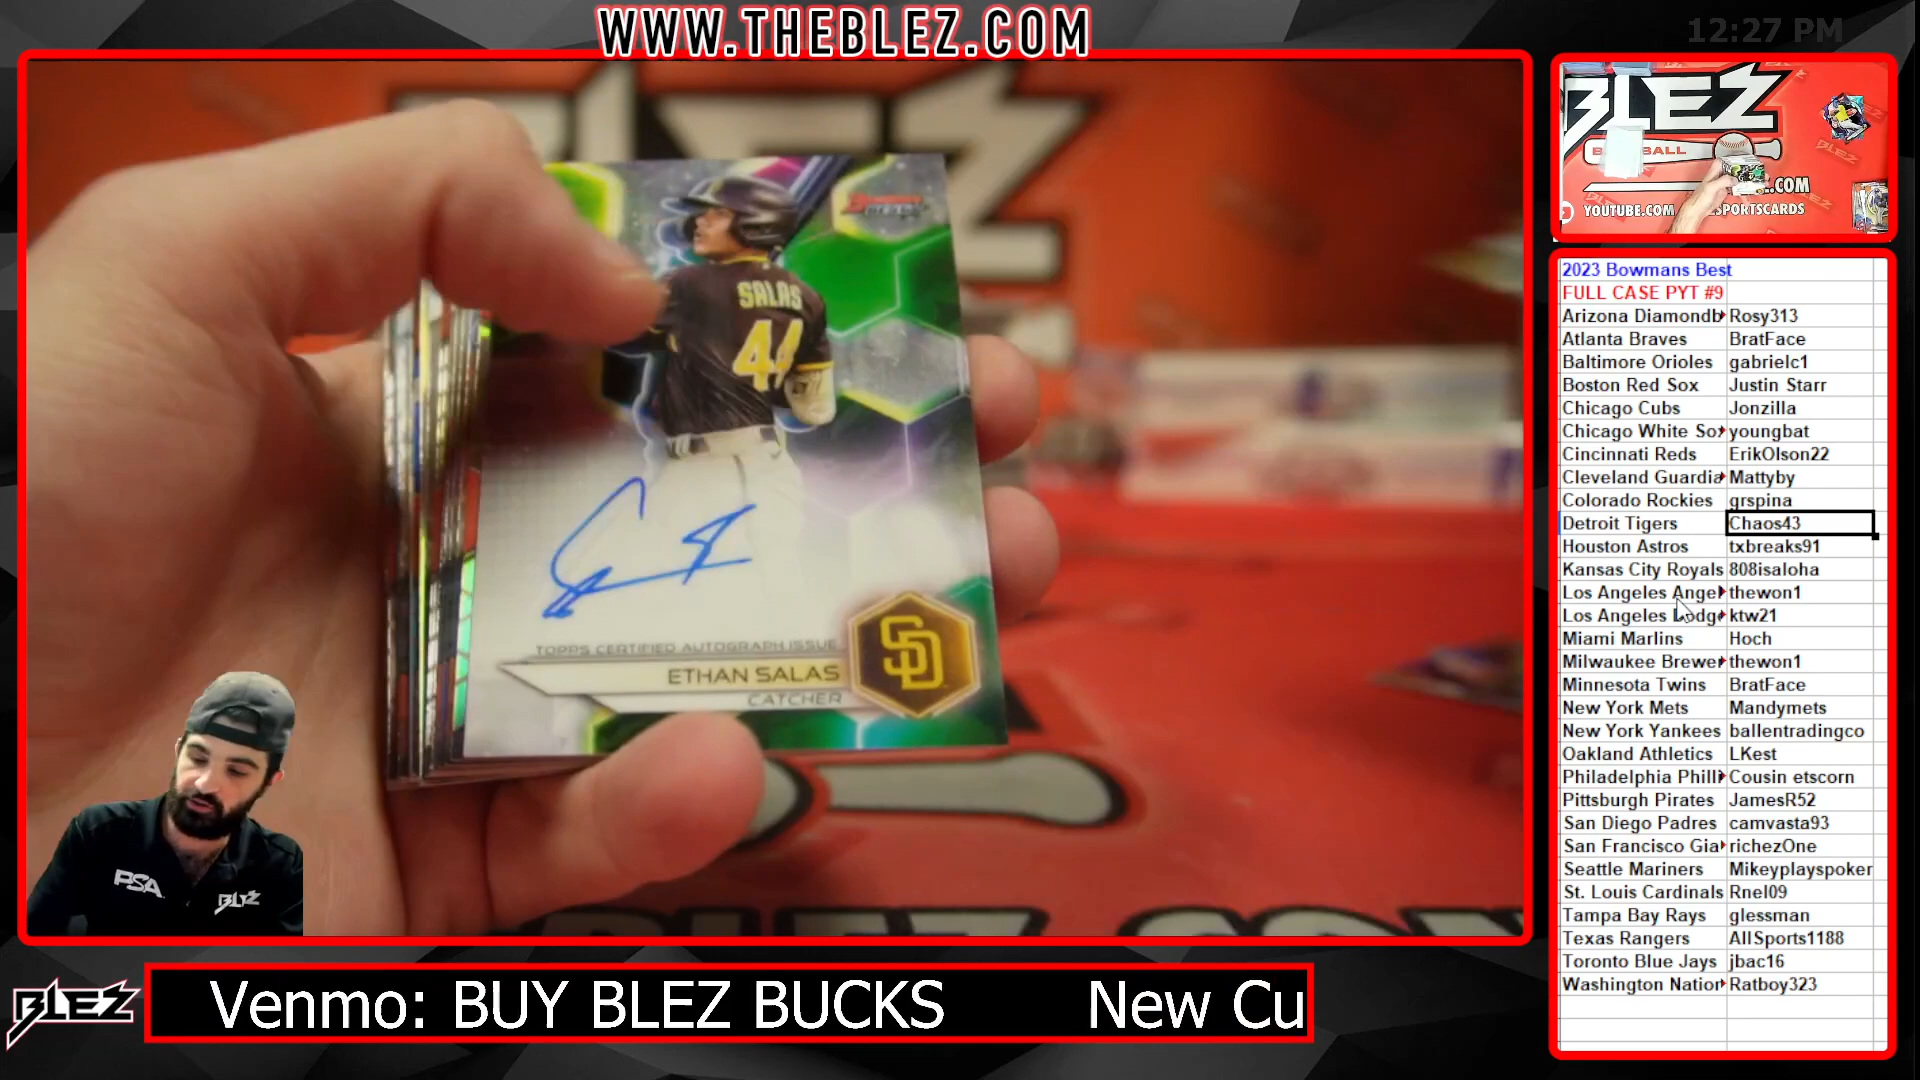 WWW.THEBLEZ.COM
12:27 PM
BLEZ
BLEZ
YOUTUBE.COM
.COM
SPORTSCARDS
SALAS
44
TOPPS CERTIFIED AUTOGRAPH ISSUE
ETHAN SALAS
CATCHER
SD
PSA
BLEZ
2023 Bowmans Best
FULL CASE PYT #9
Arizona Diamondb Rosy313
Atlanta Braves BratFace
Baltimore Orioles gabrielc1
Boston Red Sox Justin Starr
Chicago Cubs Jonzilla
Chicago White So youngbat
Cincinnati Reds ErikOlson22
Cleveland Guardia Mattyby
Colorado Rockies grspina
Detroit Tigers Chaos43
Houston Astros txbreaks91
Kansas City Royals 808isaloha
Los Angeles Angel thewon1
Los Angeles Dodge ktw21
Miami Marlins Hoch
Milwaukee Brewer thewon1
Minnesota Twins BratFace
New York Mets Mandymets
New York Yankees ballentradingco
Oakland Athletics LKest
Philadelphia Philli Cousin etscorn
Pittsburgh Pirates JamesR52
San Diego Padres camvasta93
San Francisco Gia richezOne
Seattle Mariners Mikeyplayspoker
St. Louis Cardinals Rnel09
Tampa Bay Rays glessman
Texas Rangers AllSports1188
Toronto Blue Jays jbac16
Washington Nation Ratboy323
BLEZ
Venmo: BUY BLEZ BUCKS New Cu